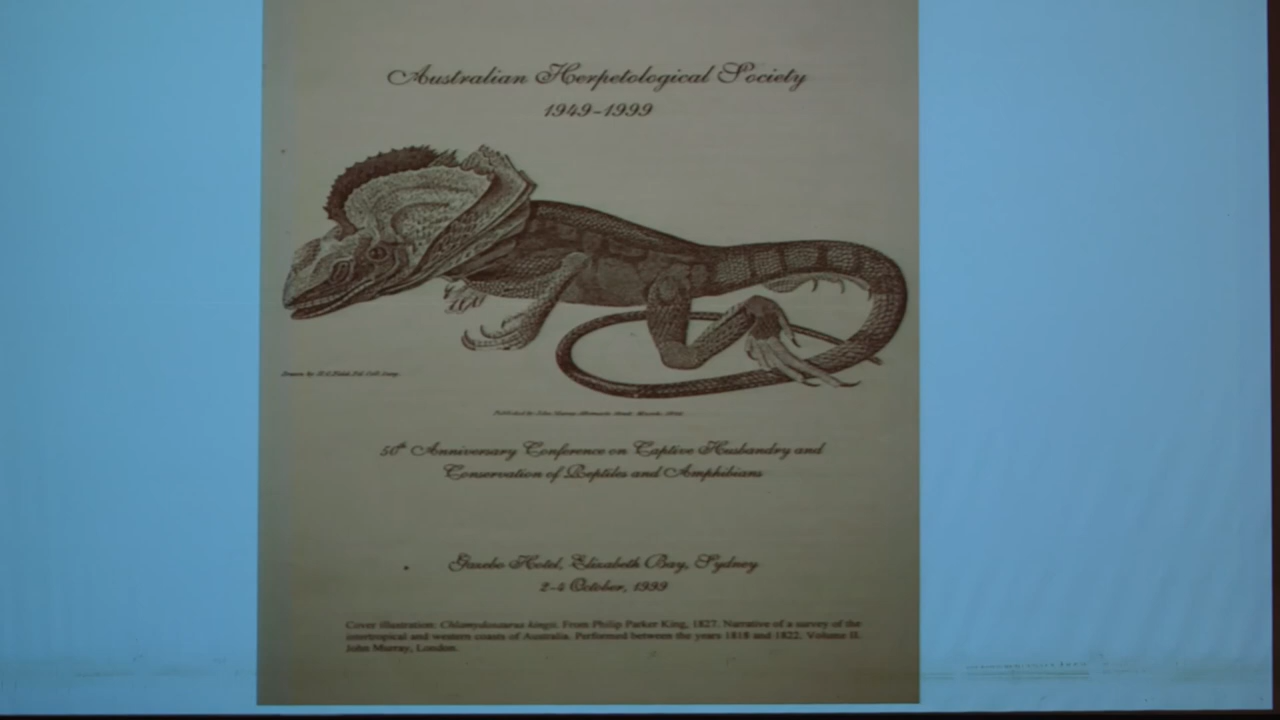 Australian Herpetological Society
1949-1999
50th Anniversary Conference on Captive Husbandry and
Conservation of Reptiles and Amphibians
Gazebo Hotel, Elizabeth Bay, Sydney
2-4 October, 1999
Cover illustration: Chlamydosaurus kingii. From Philip Parker King, 1827. Narrative of a survey of the
intertropical and western coasts of Australia. Performed between the years 1818 and 1822. Volume II.
John Murray, London.